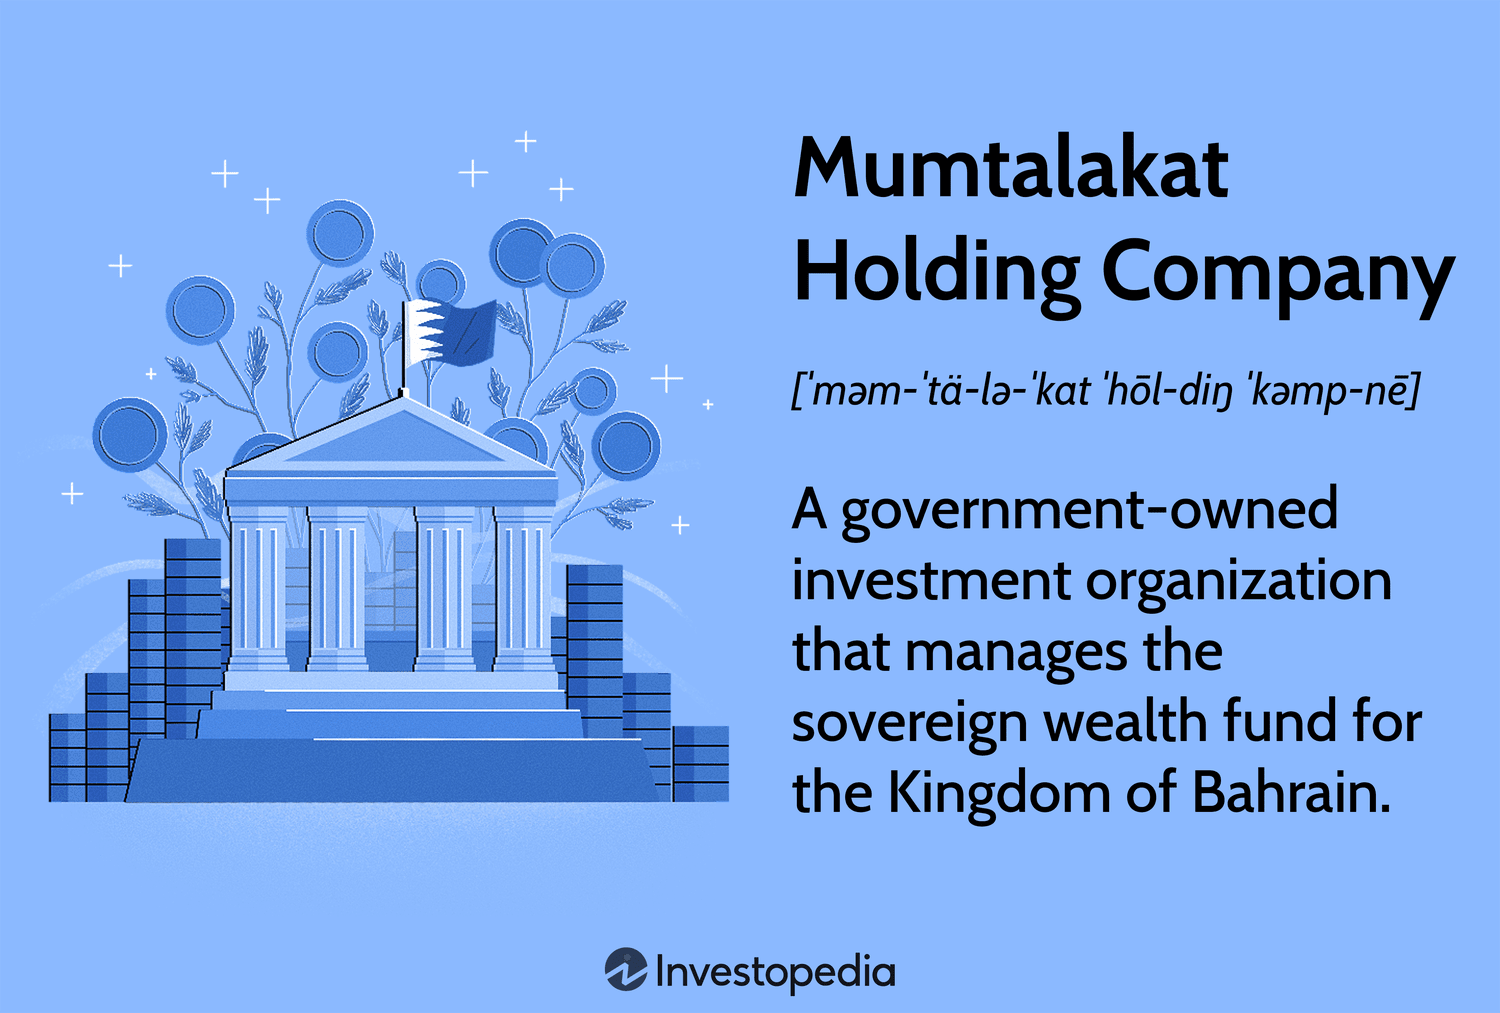 Mumtalakat
Holding Company
[ˈməm-ˈtä-lə-ˈkat ˈhōl-diŋ ˈkəmp-nē]
A government-owned
investment organization
that manages the
sovereign wealth fund for
the Kingdom of Bahrain.
Investopedia